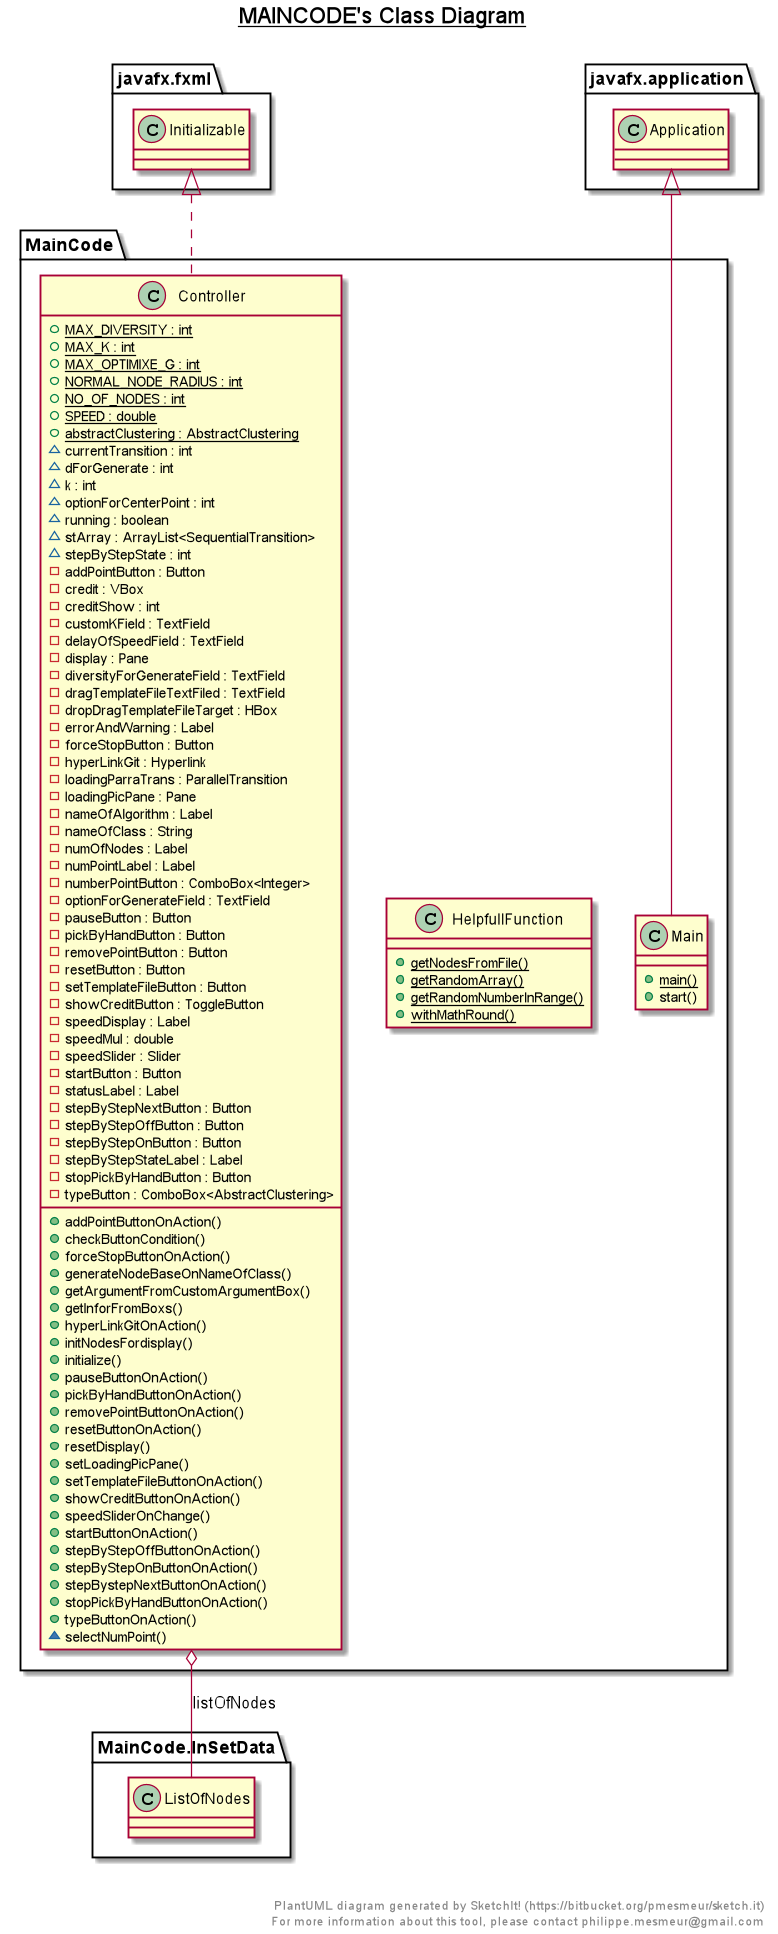 MAINCODE's Class Diagram
javafx.fxml
javafx.application
C Initializable
C Application
MainCode
C Controller
MAX_DIVERSITY : int
MAX_K : int
MAX_OPTIMIXE_G : int
NORMAL_NODE_RADIUS : int
NO_OF_NODES : int
SPEED : double
abstractClustering : AbstractClustering
currentTransition : int
dForGenerate : int
k : int
optionForCenterPoint : int
running : boolean
stArray : ArrayList<SequentialTransition>
stepByStepState : int
addPointButton : Button
credit : VBox
creditShow : int
customKField : TextField
delayOfSpeedField : TextField
display : Pane
diversityForGenerateField : TextField
dragTemplateFileTextFiled : TextField
dropDragTemplateFileTarget : HBox
errorAndWarning : Label
forceStopButton : Button
hyperLinkGit : Hyperlink
loadingParraTrans : ParallelTransition
loadingPicPane : Pane
nameOfAlgorithm : Label
nameOfClass : String
numOfNodes : Label
numPointLabel : Label
numberPointButton : ComboBox<Integer>
optionForGenerateField : TextField
pauseButton : Button
pickByHandButton : Button
removePointButton : Button
resetButton : Button
setTemplateFileButton : Button
showCreditButton : ToggleButton
speedDisplay : Label
speedMul : double
speedSlider : Slider
startButton : Button
statusLabel : Label
stepByStepNextButton : Button
stepByStepOffButton : Button
stepByStepOnButton : Button
stepByStepStateLabel : Label
stopPickByHandButton : Button
typeButton : ComboBox<AbstractClustering>
addPointButtonOnAction()
checkButtonCondition()
forceStopButtonOnAction()
generateNodeBaseOnNameOfClass()
getArgumentFromCustomArgumentBox()
getInforFromBoxs()
hyperLinkGitOnAction()
initNodesFordisplay()
initialize()
pauseButtonOnAction()
pickByHandButtonOnAction()
removePointButtonOnAction()
resetButtonOnAction()
resetDisplay()
setLoadingPicPane()
setTemplateFileButtonOnAction()
showCreditButtonOnAction()
speedSliderOnChange()
startButtonOnAction()
stepByStepOffButtonOnAction()
stepByStepOnButtonOnAction()
stepBystepNextButtonOnAction()
stopPickByHandButtonOnAction()
typeButtonOnAction()
selectNumPoint()
C HelpfullFunction
getNodesFromFile()
getRandomArray()
getRandomNumberInRange()
withMathRound()
C Main
main()
start()
listOfNodes
MainCode.InSetData
C ListOfNodes
PlantUML diagram generated by SketchIt! (https://bitbucket.org/pmesmeur/sketch.it)
For more information about this tool, please contact philippe.mesmeur@gmail.com